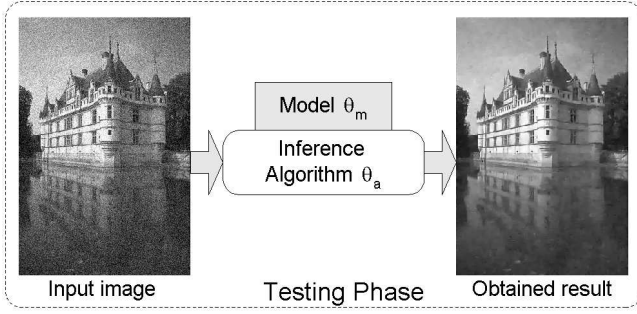 Model θm
Inference
Algorithm θa
Input image
Testing Phase
Obtained result